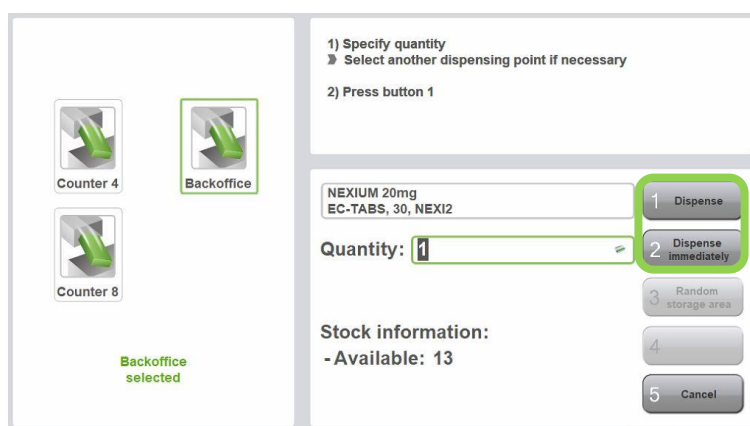 Counter 4
Backoffice
Counter 8
Backoffice
selected
1) Specify quantity
Select another dispensing point if necessary
2) Press button 1
NEXIUM 20mg
EC-TABS, 30, NEXI2
Quantity: 1
Stock information:
- Available: 13
1 Dispense
2 Dispense
immediately
3 Random
storage area
4
5 Cancel